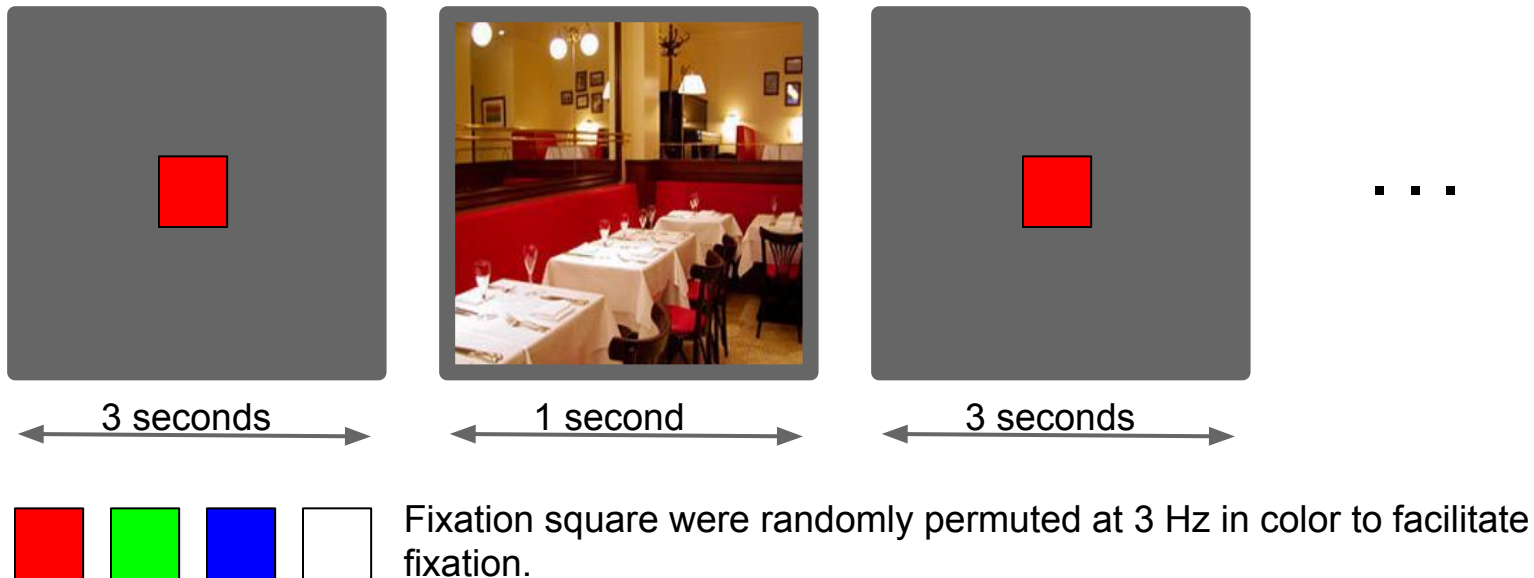 3 seconds
1 second
3 seconds
. . .
Fixation square were randomly permuted at 3 Hz in color to facilitate
fixation.